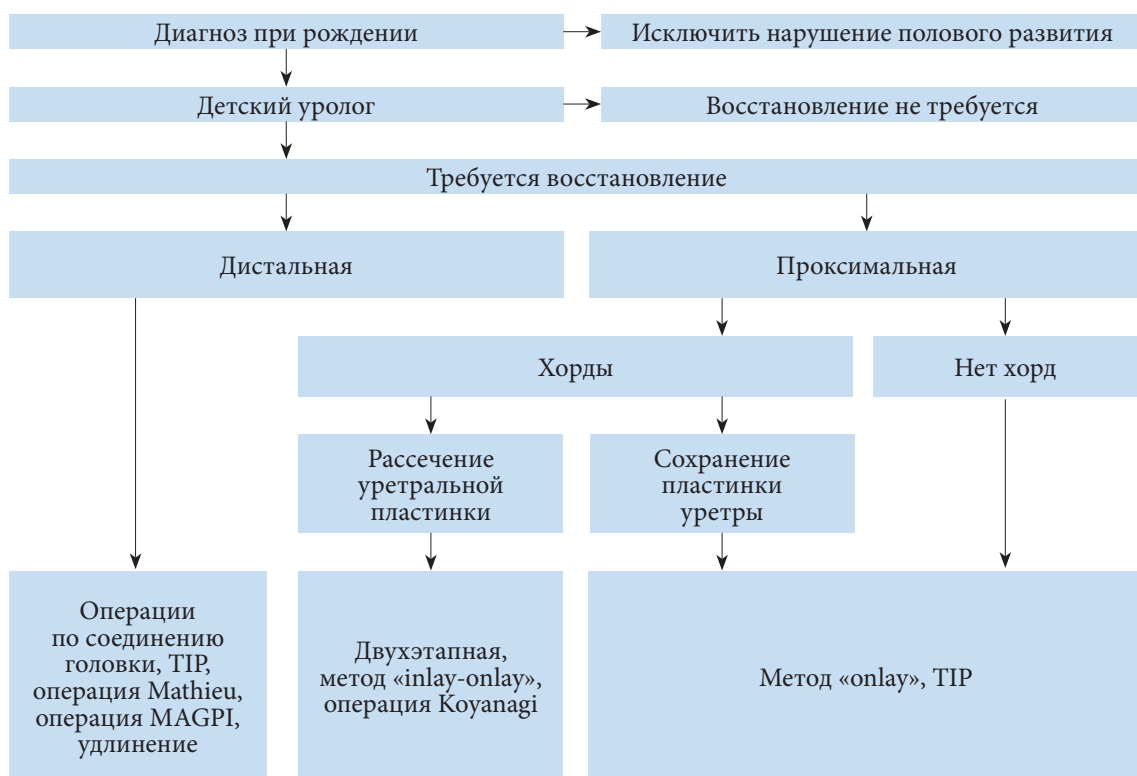 Диагноз при рождении
Исключить нарушение полового развития
Детский уролог
Восстановление не требуется
Требуется восстановление
Дистальная
Проксимальная
Хорды
Нет хорд
Рассечение
уретральной
пластинки
Сохранение
пластинки
уретры
Операции
по соединению
головки, TIP,
операция Mathieu,
операция MAGPI,
удлинение
Двухэтапная,
метод «inlay-onlay»,
операция Koyanagi
Метод «onlay», TIP